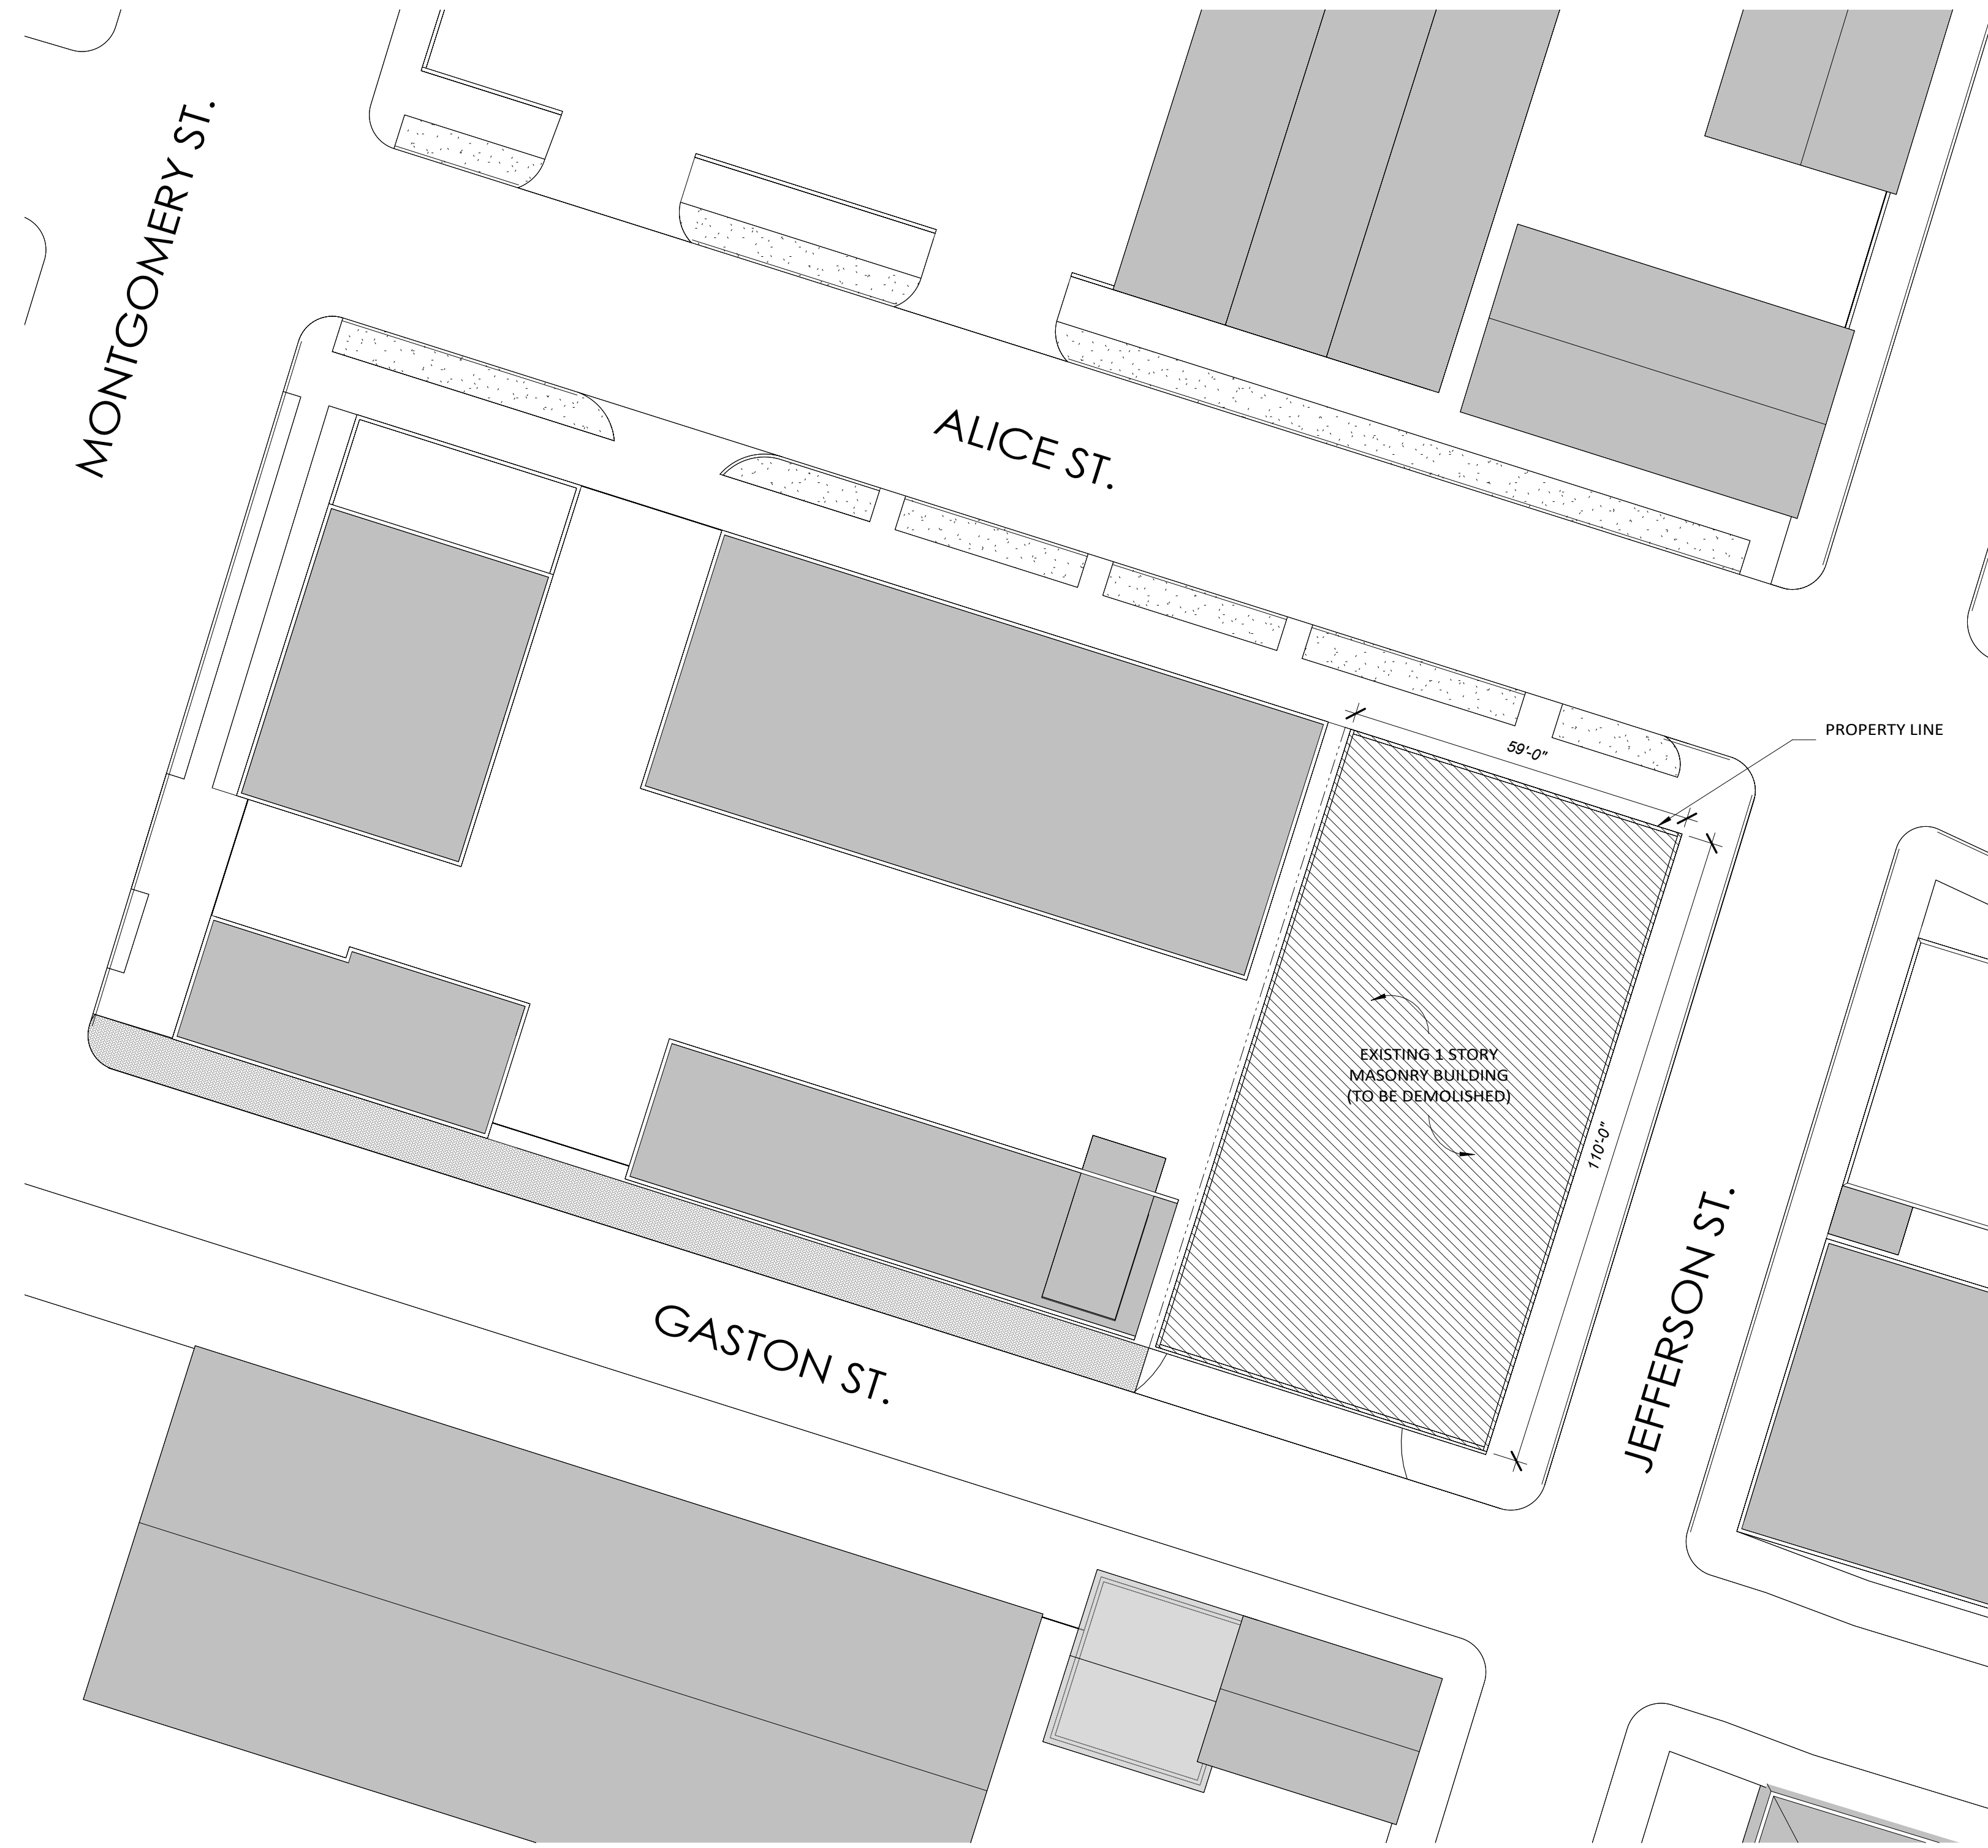 MONTGOMERY ST.
ALICE ST.
PROPERTY LINE
59'-0"
EXISTING 1 STORY
MASONRY BUILDING
(TO BE DEMOLISHED)
110'-0"
JEFFERSON ST.
GASTON ST.